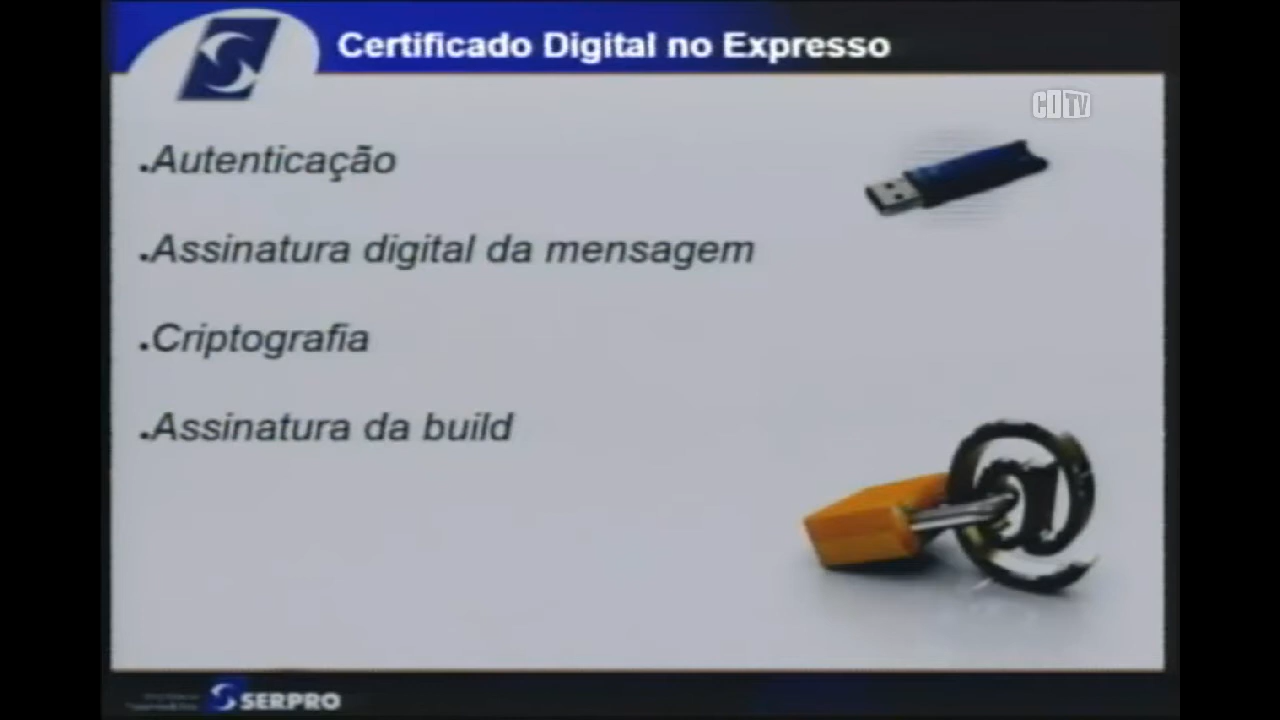 Certificado Digital no Expresso
CDTV
.Autenticação
.Assinatura digital da mensagem
.Criptografia
.Assinatura da build
SERPRO